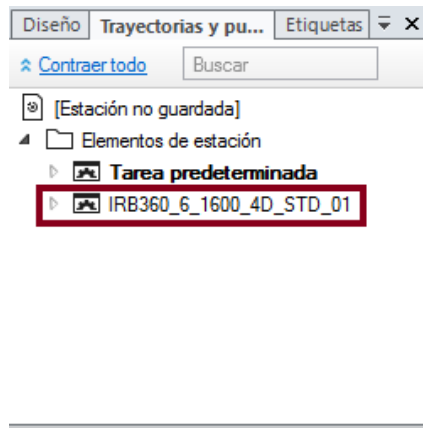 Diseño Trayectorias y pu... Etiquetas
Contraer todo Buscar
[Estación no guardada]
Elementos de estación
Tarea predeterminada
IRB360_6_1600_4D_STD_01